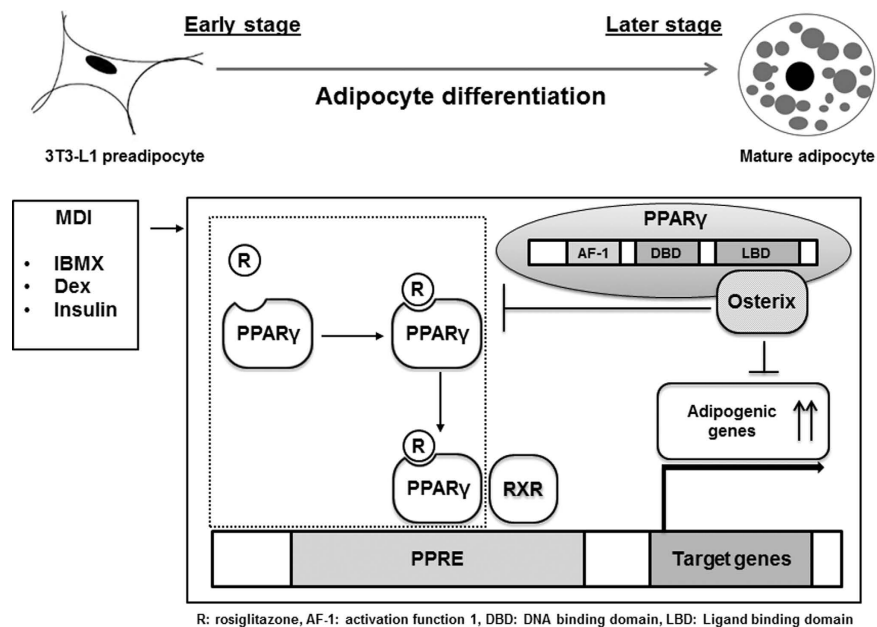 Early stage
Later stage
Adipocyte differentiation
3T3-L1 preadipocyte
Mature adipocyte
MDI
• IBMX
• Dex
• Insulin
R
PPARγ
R
PPARγ
R
PPARγ
RXR
PPARγ
AF-1 DBD LBD
Osterix
Adipogenic
genes
PPRE
Target genes
R: rosiglitazone, AF-1: activation function 1, DBD: DNA binding domain, LBD: Ligand binding domain